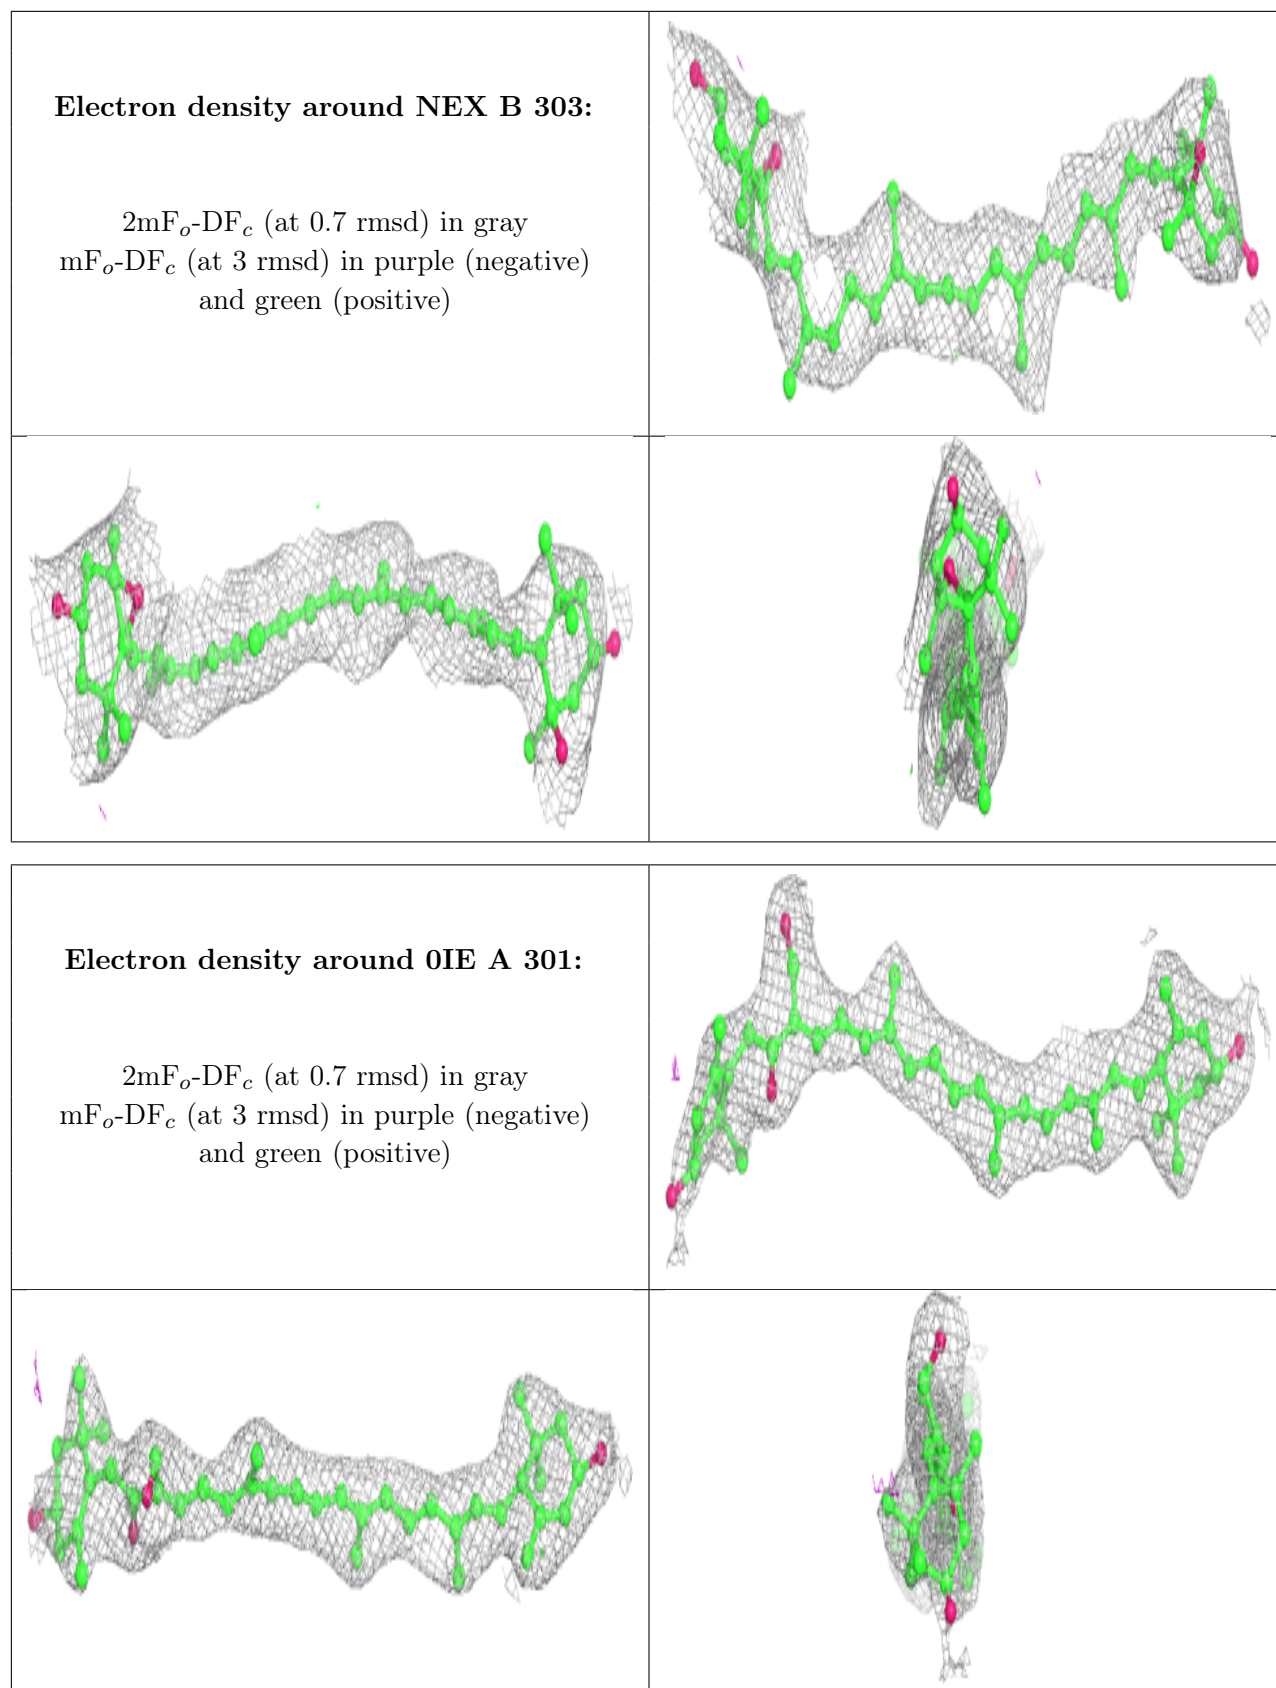 Electron density around NEX B 303:
2mFo-DFc (at 0.7 rmsd) in gray
mFo-DFc (at 3 rmsd) in purple (negative)
and green (positive)
Electron density around 0IE A 301:
2mFo-DFc (at 0.7 rmsd) in gray
mFo-DFc (at 3 rmsd) in purple (negative)
and green (positive)